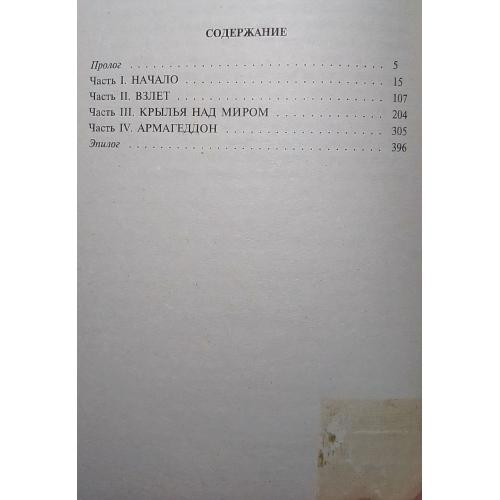 СОДЕРЖАНИЕ
Пролог . . . . . . . . . . . . . . . . . . . . . . . . . . . . . . 5
Часть I. НАЧАЛО . . . . . . . . . . . . . . . . . . . . . . . 15
Часть II. ВЗЛЕТ . . . . . . . . . . . . . . . . . . . . . . . . 107
Часть III. КРЫЛЬЯ НАД МИРОМ . . . . . . . . . . . . . 204
Часть IV. АРМАГЕДДОН . . . . . . . . . . . . . . . . . . 305
Эпилог . . . . . . . . . . . . . . . . . . . . . . . . . . . . . . 396